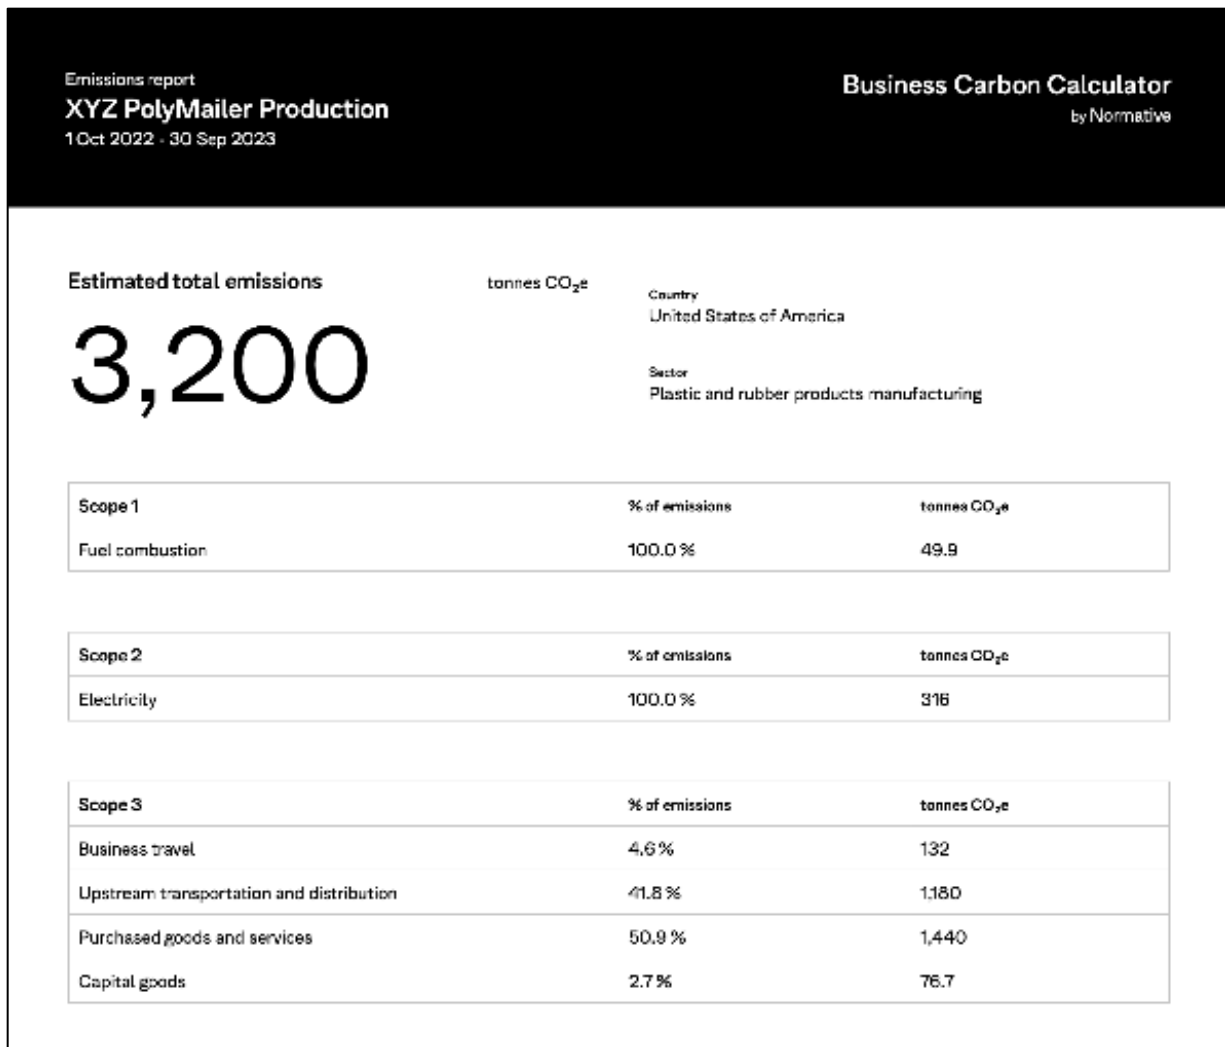 Emissions report
XYZ PolyMailer Production
1 Oct 2022 - 30 Sep 2023
Business Carbon Calculator
by Normative
Estimated total emissions
tonnes CO₂e
3,200
Country
United States of America
Sector
Plastic and rubber products manufacturing
Scope 1 % of emissions tonnes CO₂e
Fuel combustion 100.0 % 49.9
Scope 2 % of emissions tonnes CO₂e
Electricity 100.0 % 316
Scope 3 % of emissions tonnes CO₂e
Business travel 4.6 % 132
Upstream transportation and distribution 41.8 % 1,180
Purchased goods and services 50.9 % 1,440
Capital goods 2.7 % 76.7